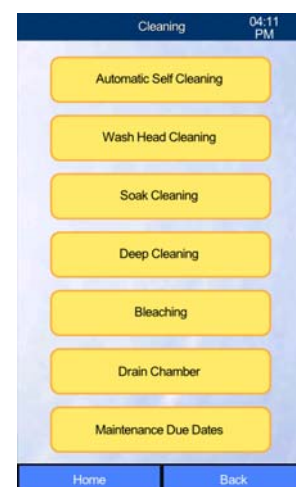 Cleaning 04:11
PM
Automatic Self Cleaning
Wash Head Cleaning
Soak Cleaning
Deep Cleaning
Bleaching
Drain Chamber
Maintenance Due Dates
Home Back